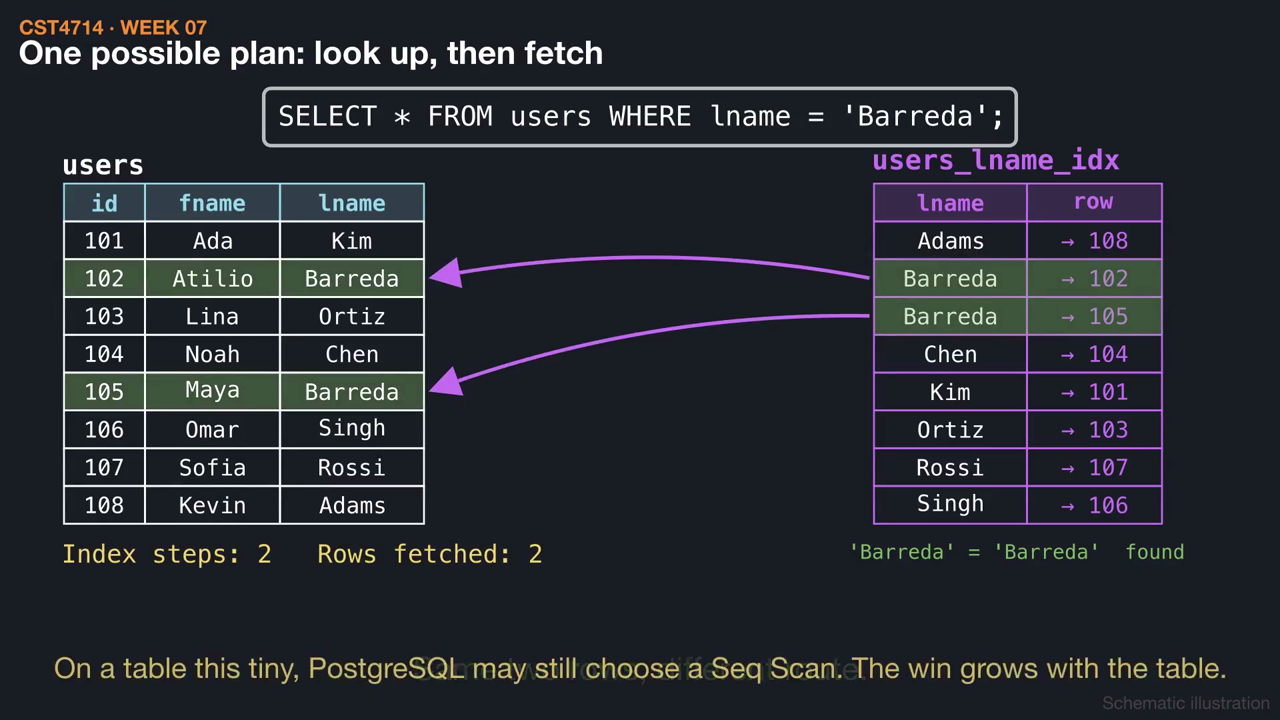 CST4714 · WEEK 07
One possible plan: look up, then fetch
SELECT * FROM users WHERE lname = 'Barreda';
users
id fname lname
101 Ada Kim
102 Atilio Barreda
103 Lina Ortiz
104 Noah Chen
105 Maya Barreda
106 Omar Singh
107 Sofia Rossi
108 Kevin Adams
Index steps: 2 Rows fetched: 2
users_lname_idx
lname row
Adams → 108
Barreda → 102
Barreda → 105
Chen → 104
Kim → 101
Ortiz → 103
Rossi → 107
Singh → 106
'Barreda' = 'Barreda' found
On a table this tiny, PostgreSQL may still choose a Seq Scan. The win grows with the table.
Schematic illustration